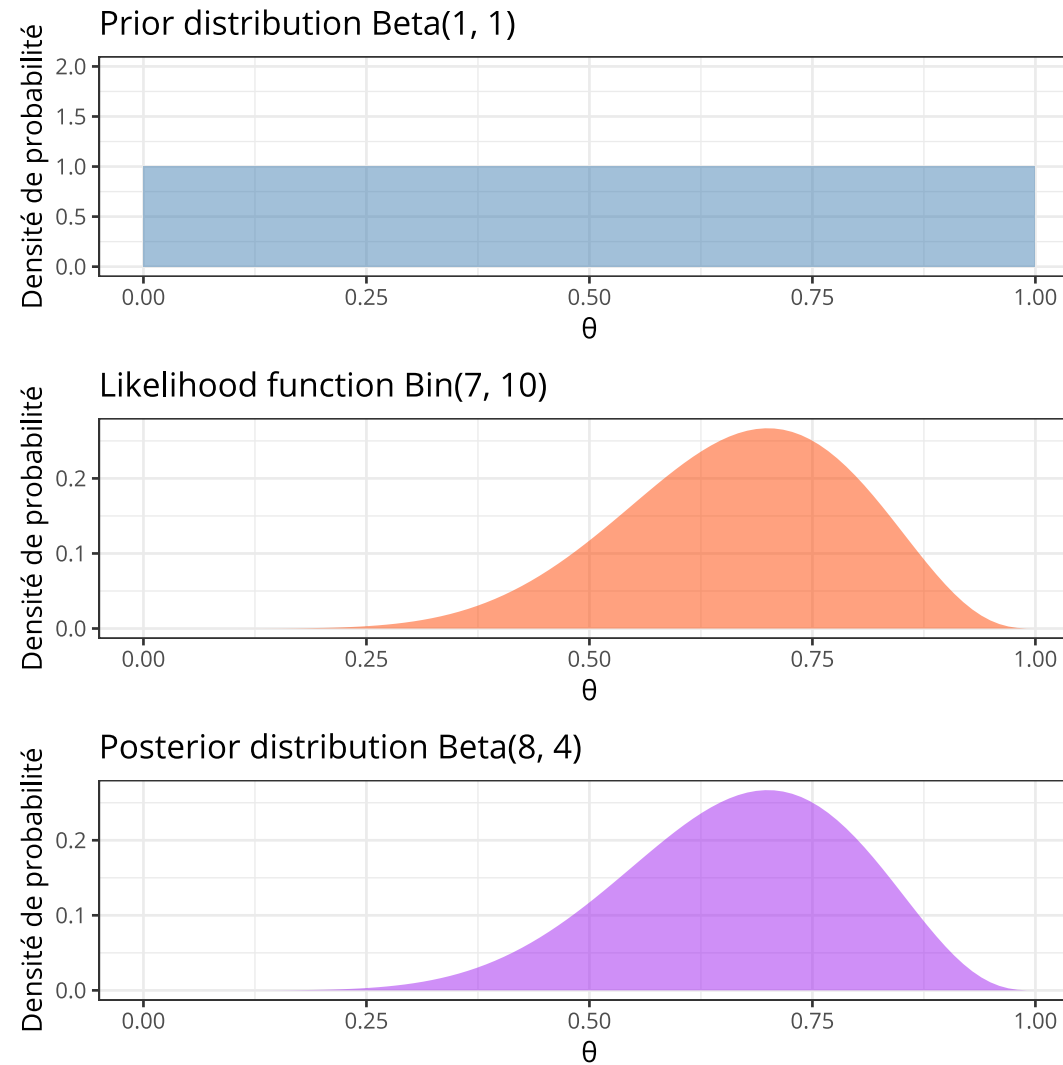 Prior distribution Beta(1, 1)
Densité de probabilité
2.0
1.5
1.0
0.5
0.0
0.00 0.25 0.50 0.75 1.00
θ
Likelihood function Bin(7, 10)
Densité de probabilité
0.2
0.1
0.0
0.00 0.25 0.50 0.75 1.00
θ
Posterior distribution Beta(8, 4)
Densité de probabilité
0.2
0.1
0.0
0.00 0.25 0.50 0.75 1.00
θ